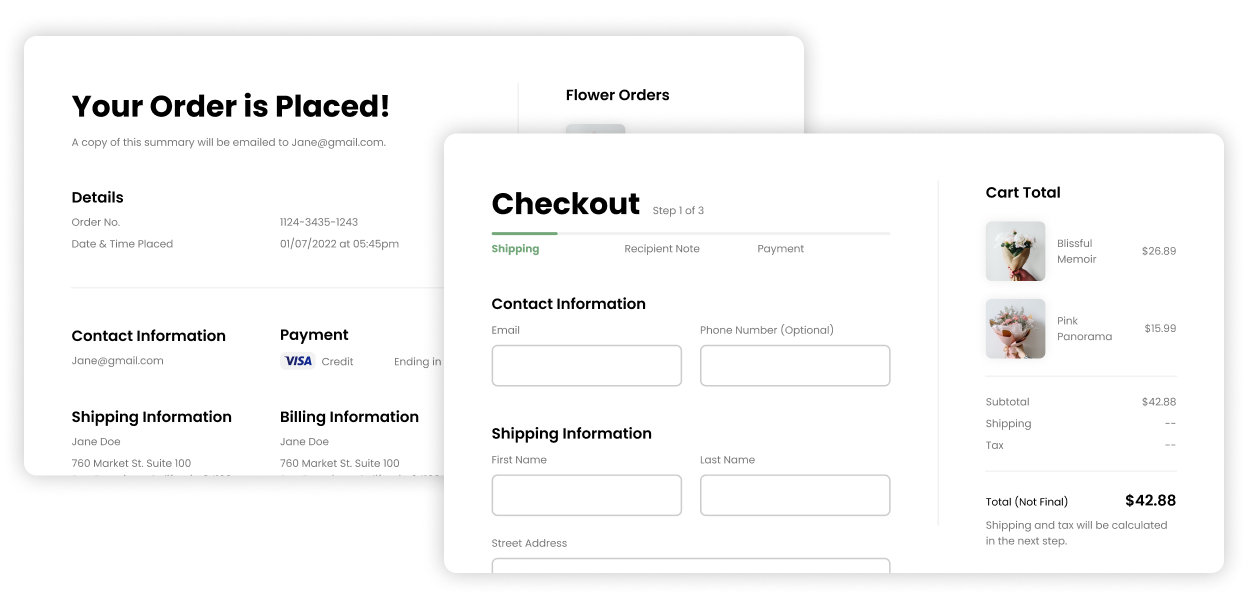 Your Order is Placed!
A copy of this summary will be emailed to Jane@gmail.com.
Details
Order No. 1124-3435-1243
Date & Time Placed 01/07/2022 at 05:45pm
Contact Information
Jane@gmail.com
Payment
VISA Credit Ending in
Shipping Information
Jane Doe
760 Market St. Suite 100
Billing Information
Jane Doe
760 Market St. Suite 100
Flower Orders
Checkout Step 1 of 3
Shipping Recipient Note Payment
Contact Information
Email Phone Number (Optional)
Shipping Information
First Name Last Name
Street Address
Cart Total
Blissful
Memoir
$26.89
Pink
Panorama
$15.99
Subtotal $42.88
Shipping --
Tax --
Total (Not Final) $42.88
Shipping and tax will be calculated
in the next step.